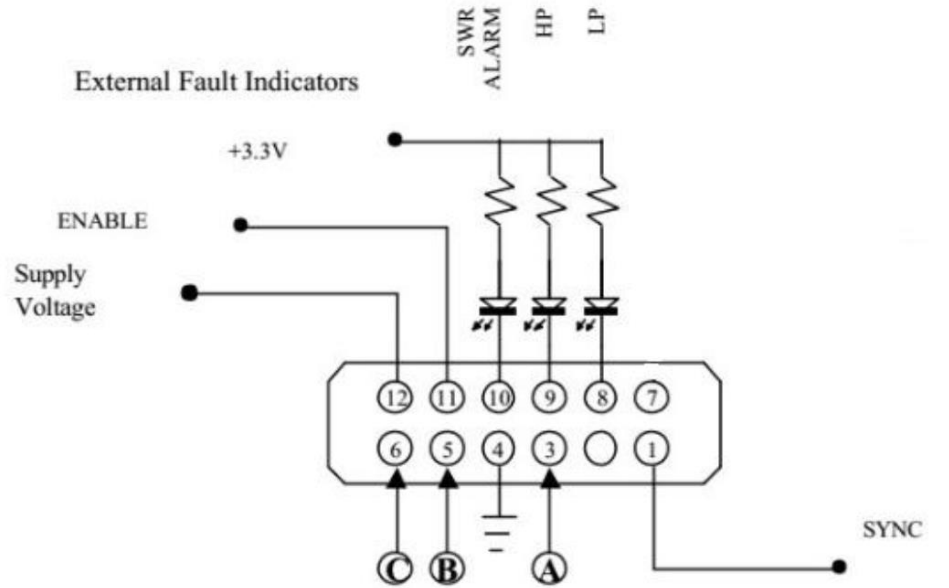 SWR
ALARM
HP
LP
External Fault Indicators
+3.3V
ENABLE
Supply
Voltage
12 11 10 9 8 7
6 5 4 3 1
C B A
SYNC